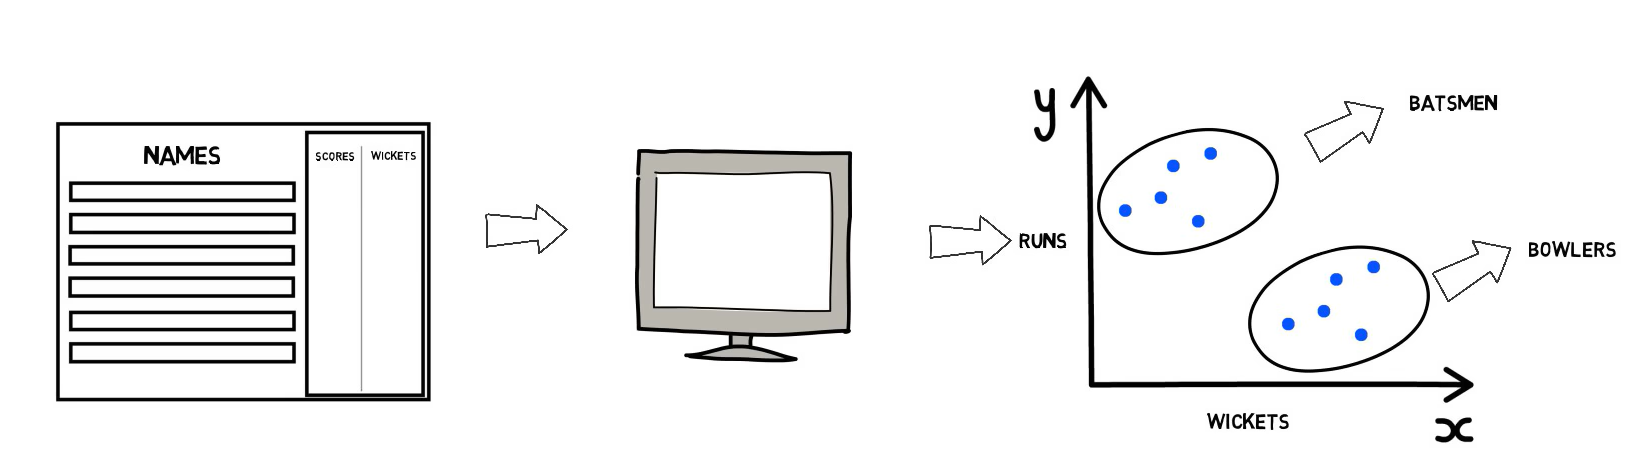 NAMES
SCORES
WICKETS
RUNS
y
BATSMEN
BOWLERS
WICKETS
x